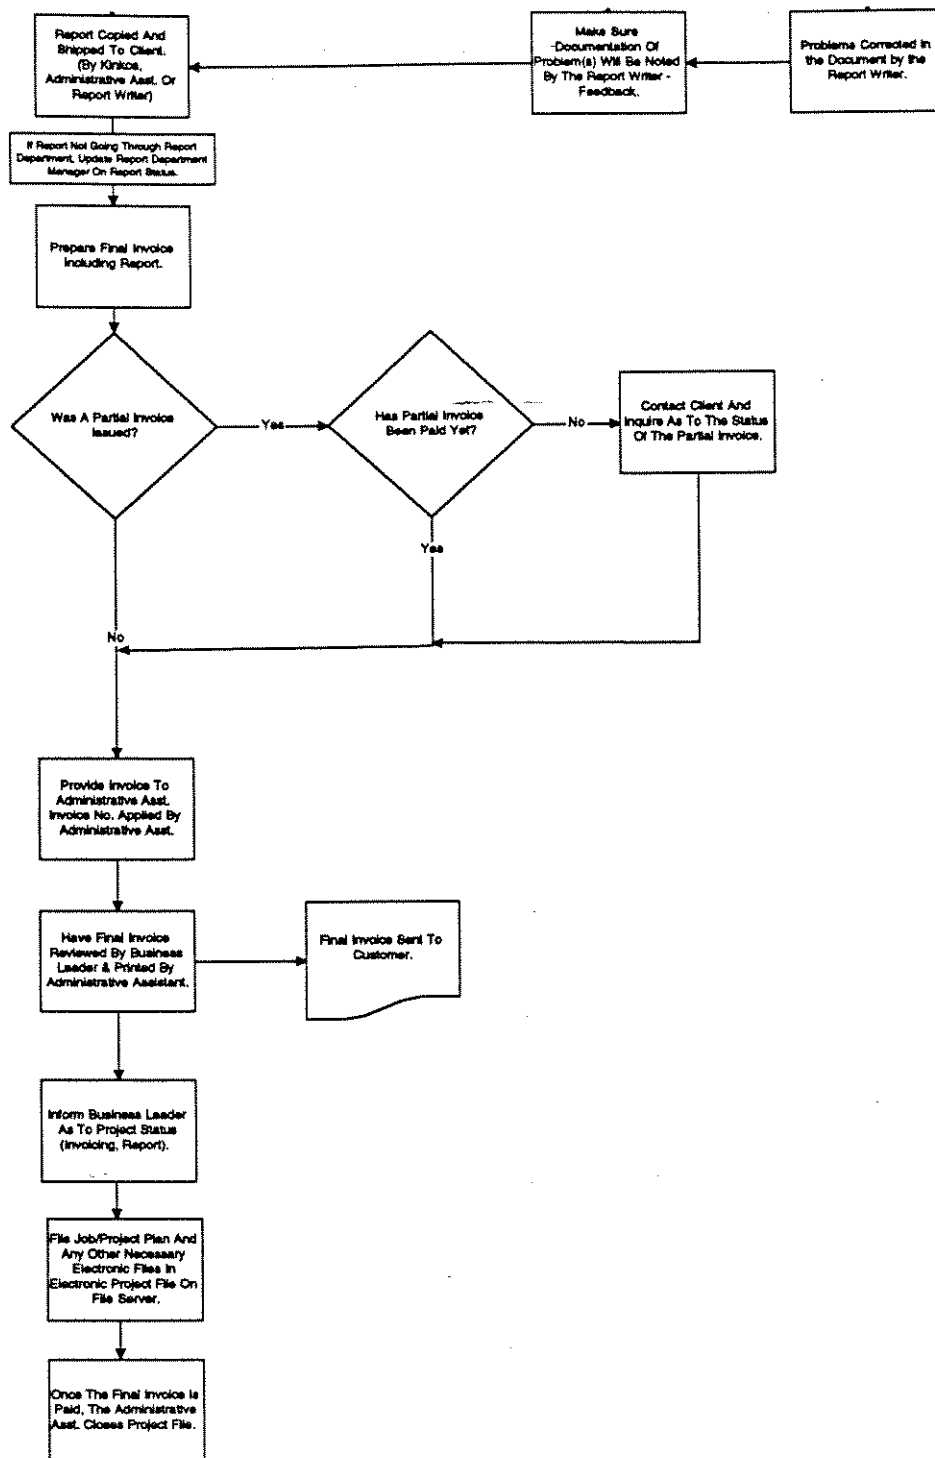 Report Copied And
Shipped To Client.
(By Kinkos,
Administrative Asst. Or
Report Writer)
Make Sure
Documentation Of
Problem(s) Will Be Noted
By The Report Writer -
Feedback.
Problems Corrected in
the Document by the
Report Writer.
If Report Not Going Through Report
Department, Update Report Department
Manager On Report Status.
Prepare Final Invoice
Including Report.
Was A Partial Invoice
Issued?
Yes
Has Partial Invoice
Been Paid Yet?
No
Contact Client And
Inquire As To The Status
Of The Partial Invoice.
Yes
No
Provide Invoice To
Administrative Asst.
Invoice No. Applied By
Administrative Asst.
Have Final Invoice
Reviewed By Business
Leader & Printed By
Administrative Assistant.
Final Invoice Sent To
Customer.
Inform Business Leader
As To Project Status
(Invoicing, Report).
File Job/Project Plan And
Any Other Necessary
Electronic Files In
Electronic Project File On
File Server.
Once The Final Invoice Is
Paid, The Administrative
Asst. Closes Project File.